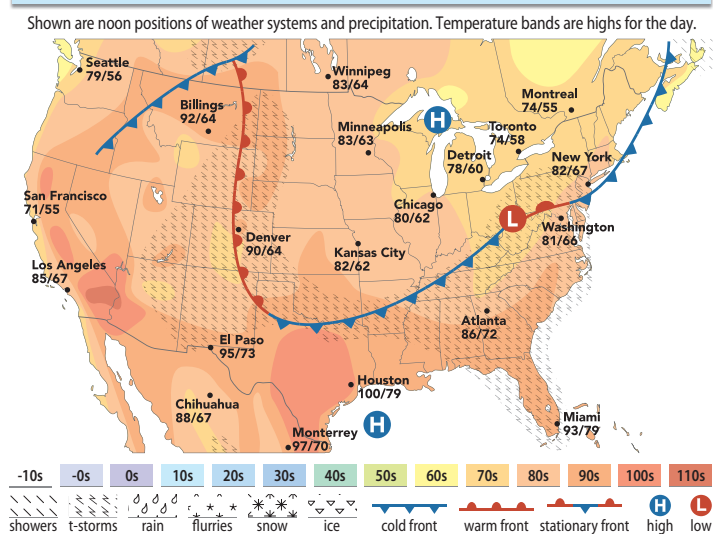 Shown are noon positions of weather systems and precipitation. Temperature bands are highs for the day.
Seattle
79/56
Winnipeg
83/64
Billings
92/64
Minneapolis
83/63
H
Montreal
74/55
Toronto
74/58
Detroit
78/60
New York
82/67
San Francisco
71/55
Chicago
80/62
L
Washington
81/66
Denver
90/64
Kansas City
82/62
Los Angeles
85/67
Atlanta
86/72
El Paso
95/73
Houston
100/79
Chihuahua
88/67
H
Miami
93/79
Monterrey
97/70
-10s -0s 0s 10s 20s 30s 40s 50s 60s 70s 80s 90s 100s 110s
H L
showers t-storms rain flurries snow ice cold front warm front stationary front high low